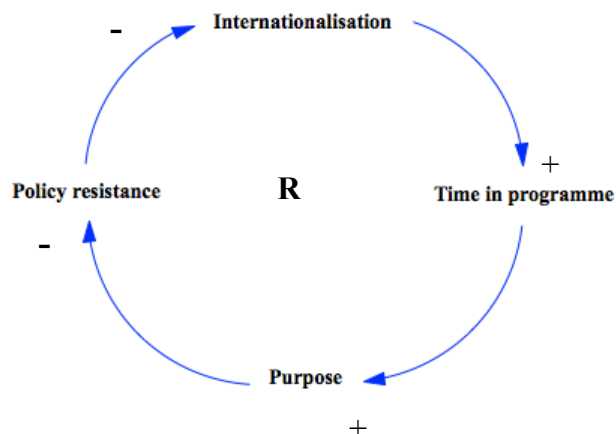 -
Internationalisation
+
Policy resistance
R
Time in programme
-
Purpose
+